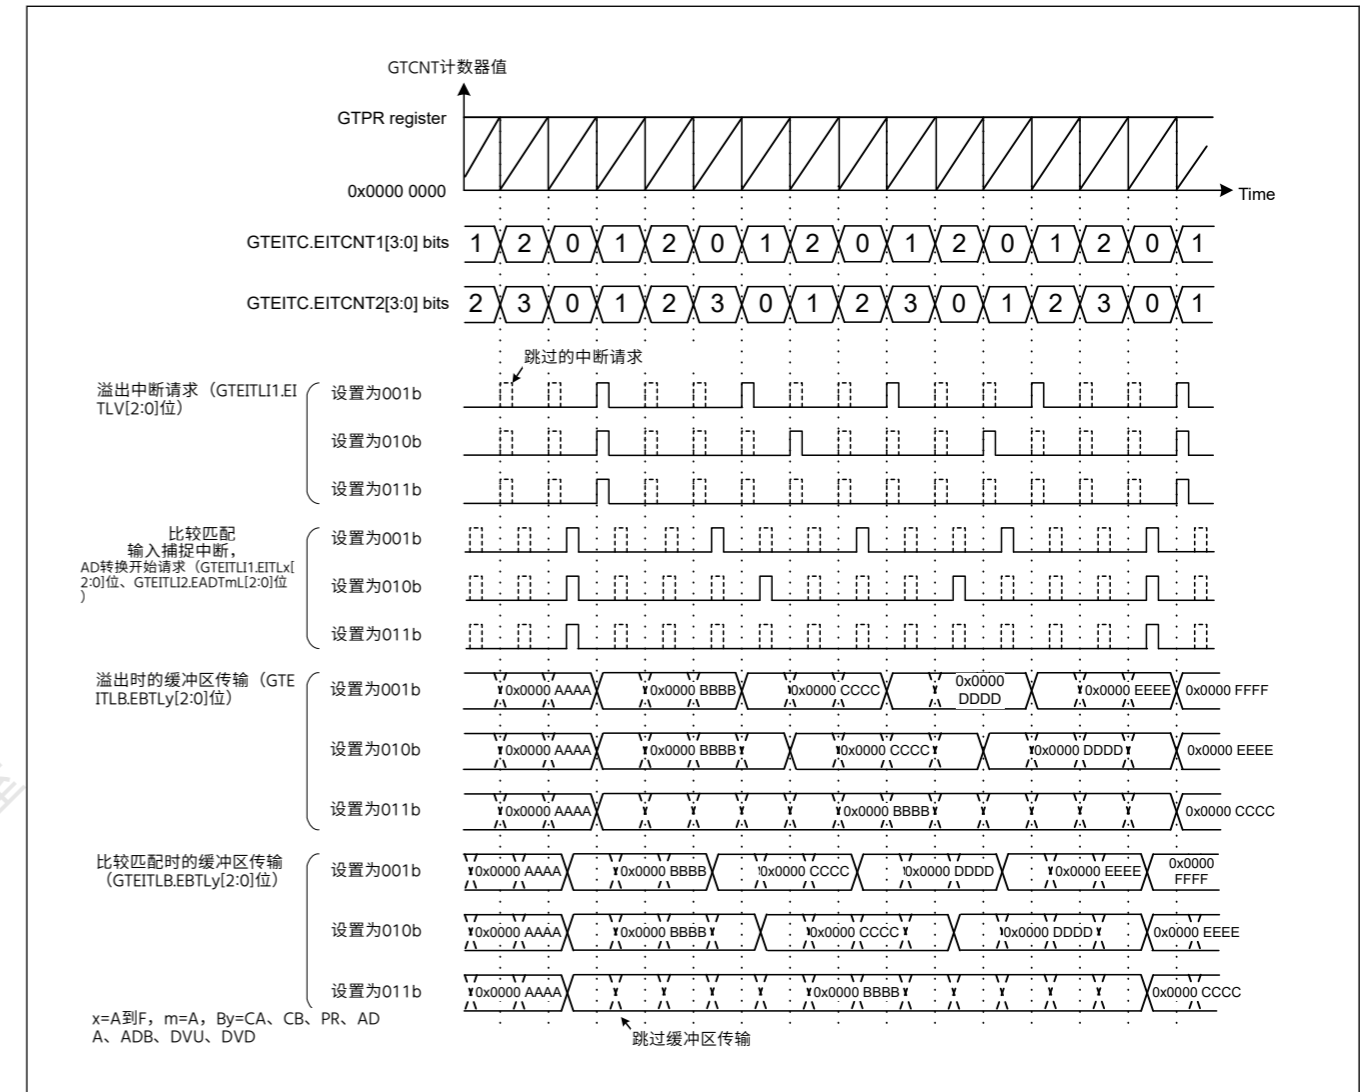 GTCNT计数器值
GTPR register
0x0000 0000
Time
GTEITC.EITCNT1[3:0] bits
1 2 0 1 2 0 1 2 0 1 2 0 1 2 0 1
GTEITC.EITCNT2[3:0] bits
2 3 0 1 2 3 0 1 2 3 0 1 2 3 0 1
跳过的中断请求
溢出中断请求（GTEITLI1.EI
TLV[2:0]位）
设置为001b
设置为010b
设置为011b
比较匹配
输入捕捉中断，
AD转换开始请求（GTEITLI1.EITLx[
2:0]位、GTEITLI2.EADTmL[2:0]位
）
设置为001b
设置为010b
设置为011b
溢出时的缓冲区传输（GTE
ITLB.EBTLy[2:0]位）
设置为001b
0x0000 AAAA 0x0000 BBBB 0x0000 CCCC 0x0000
DDDD 0x0000 EEEE 0x0000 FFFF
设置为010b
0x0000 AAAA 0x0000 BBBB 0x0000 CCCC 0x0000 DDDD 0x0000 EEEE
设置为011b
0x0000 AAAA 0x0000 BBBB 0x0000 CCCC
比较匹配时的缓冲区传输
（GTEITLB.EBTLy[2:0]位）
设置为001b
0x0000 AAAA 0x0000 BBBB 0x0000 CCCC 0x0000 DDDD 0x0000 EEEE 0x0000
FFFF
设置为010b
0x0000 AAAA 0x0000 BBBB 0x0000 CCCC 0x0000 DDDD 0x0000 EEEE
设置为011b
0x0000 AAAA 0x0000 BBBB 0x0000 CCCC
x=A到F，m=A，By=CA、CB、PR、AD
A、ADB、DVU、DVD
跳过缓冲区传输